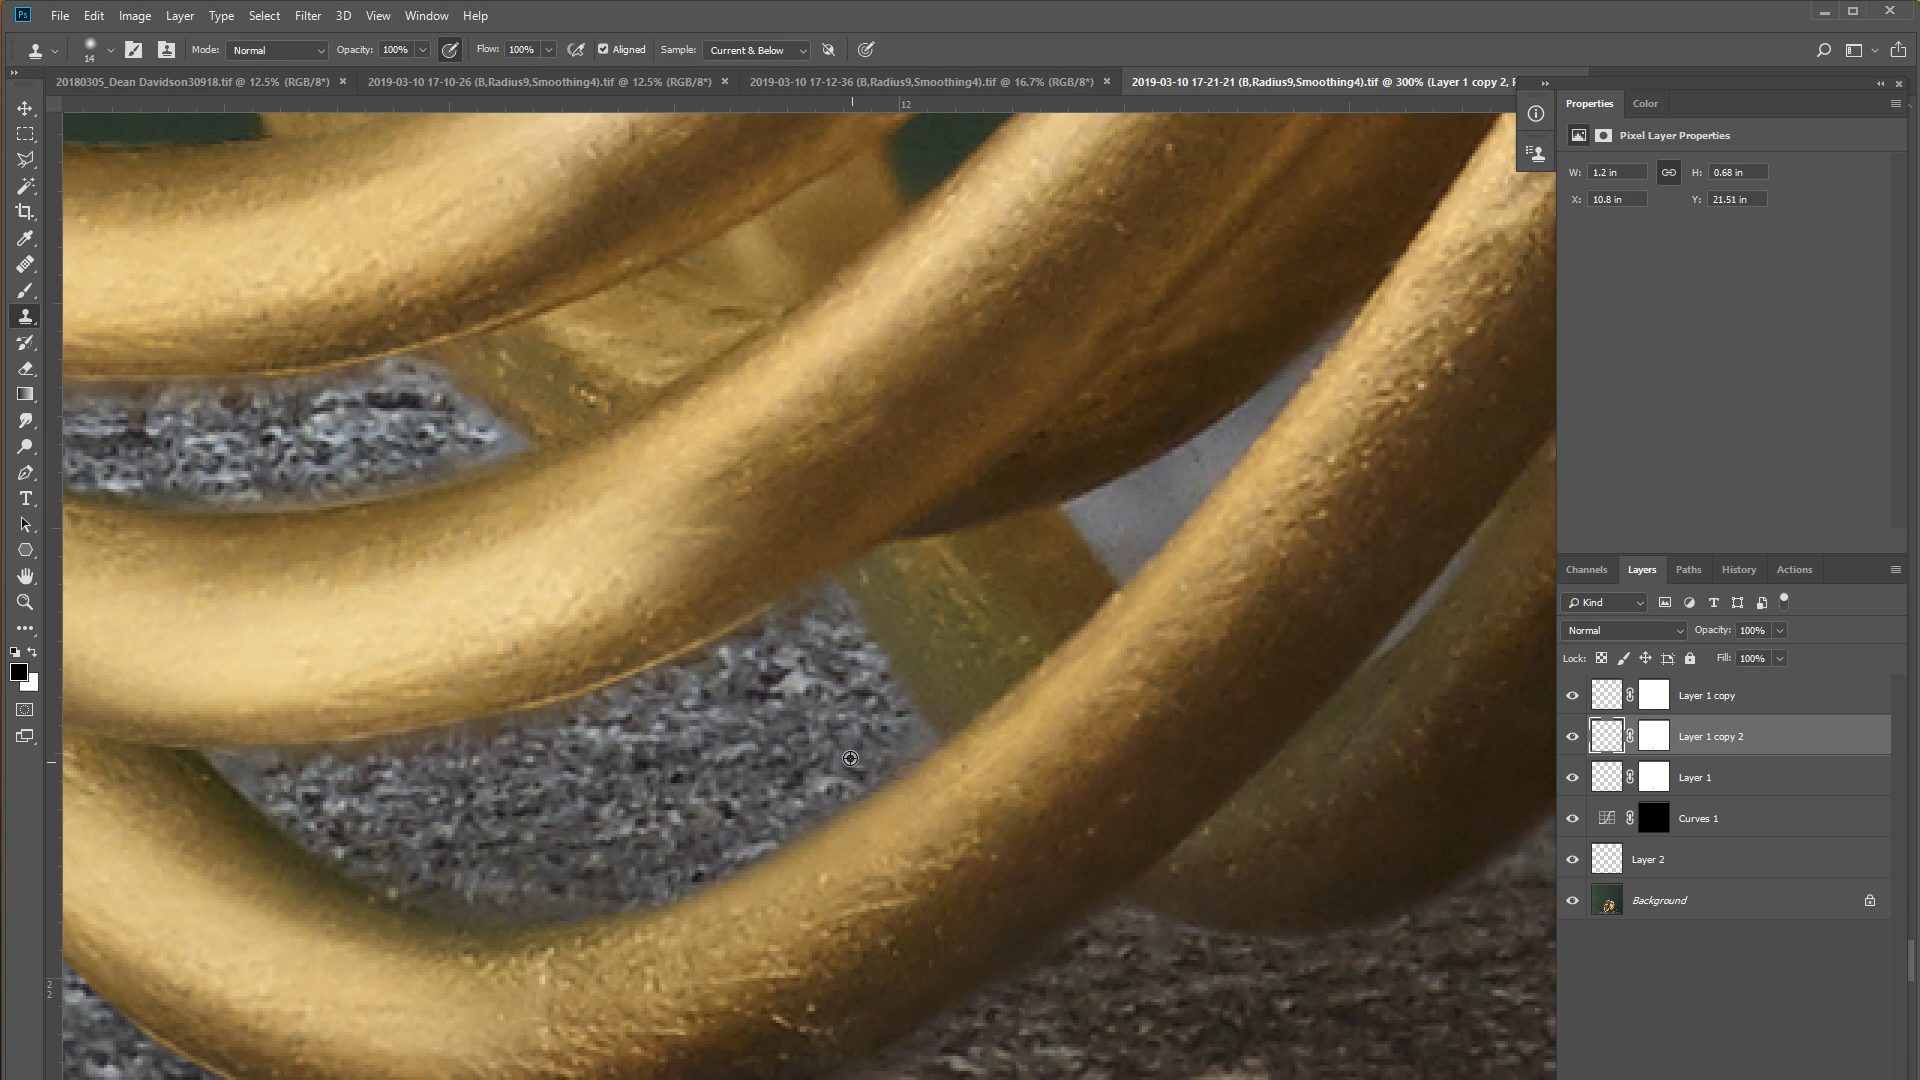 Ps File Edit Image Layer Type Select Filter 3D View Window Help
14 Mode: Normal Opacity: 100% Flow: 100% Aligned Sample: Current & Below
20180305_Dean Davidson30918.tif @ 12.5% (RGB/8*) × 2019-03-10 17-10-26 (B,Radius9,Smoothing4).tif @ 12.5% (RGB/8*) × 2019-03-10 17-12-36 (B,Radius9,Smoothing4).tif @ 16.7% (RGB/8*) × 2019-03-10 17-21-21 (B,Radius9,Smoothing4).tif @ 300% (Layer 1 copy 2,
12
Properties Color
Pixel Layer Properties
W: 1.2 in H: 0.68 in
X: 10.8 in Y: 21.51 in
Channels Layers Paths History Actions
Kind
Normal Opacity: 100%
Lock: Fill: 100%
Layer 1 copy
Layer 1 copy 2
Layer 1
Curves 1
Layer 2
Background
2
2